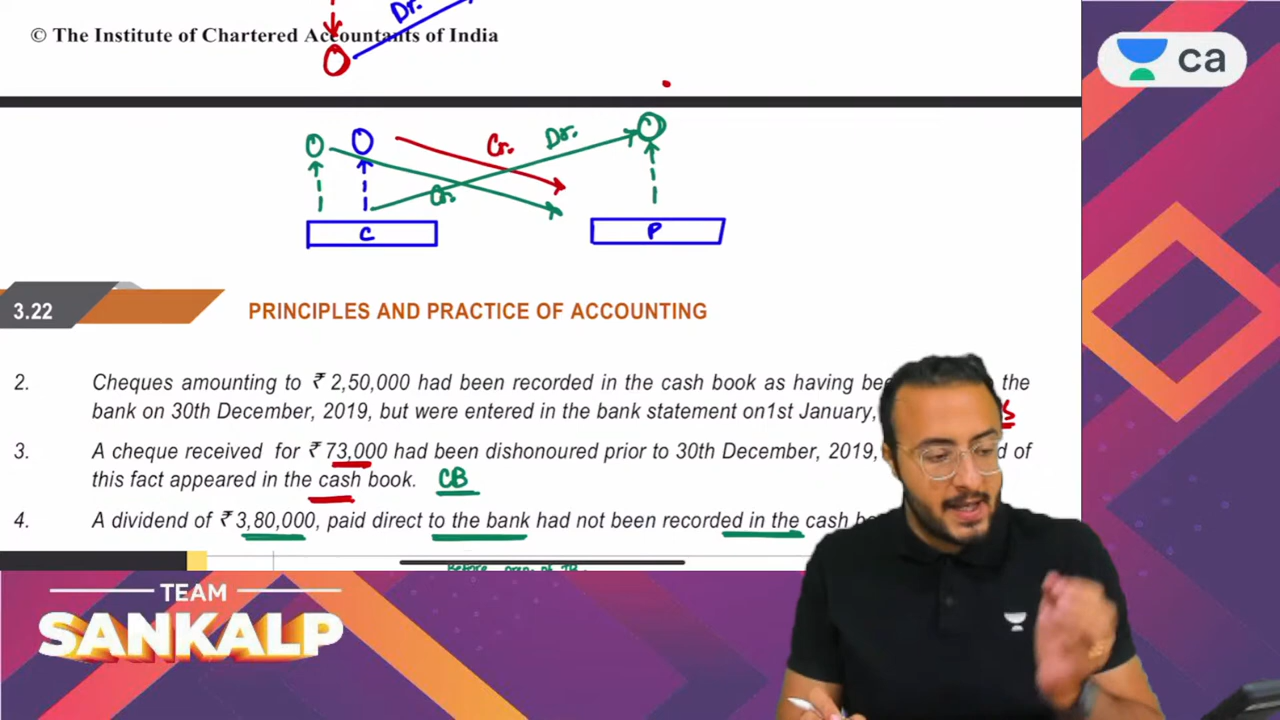 Dr.
© The Institute of Chartered Accountants of India
ca
Cr.
Dr.
Cr.
C
P
3.22
PRINCIPLES AND PRACTICE OF ACCOUNTING
2. Cheques amounting to ₹ 2,50,000 had been recorded in the cash book as having the
bank on 30th December, 2019, but were entered in the bank statement on1st January, S
3. A cheque received for ₹ 73,000 had been dishonoured prior to 30th December, 2019, of
this fact appeared in the cash book. CB
4. A dividend of ₹ 3,80,000, paid direct to the bank had not been recorded in the cash
Before
TEAM
SANKALP